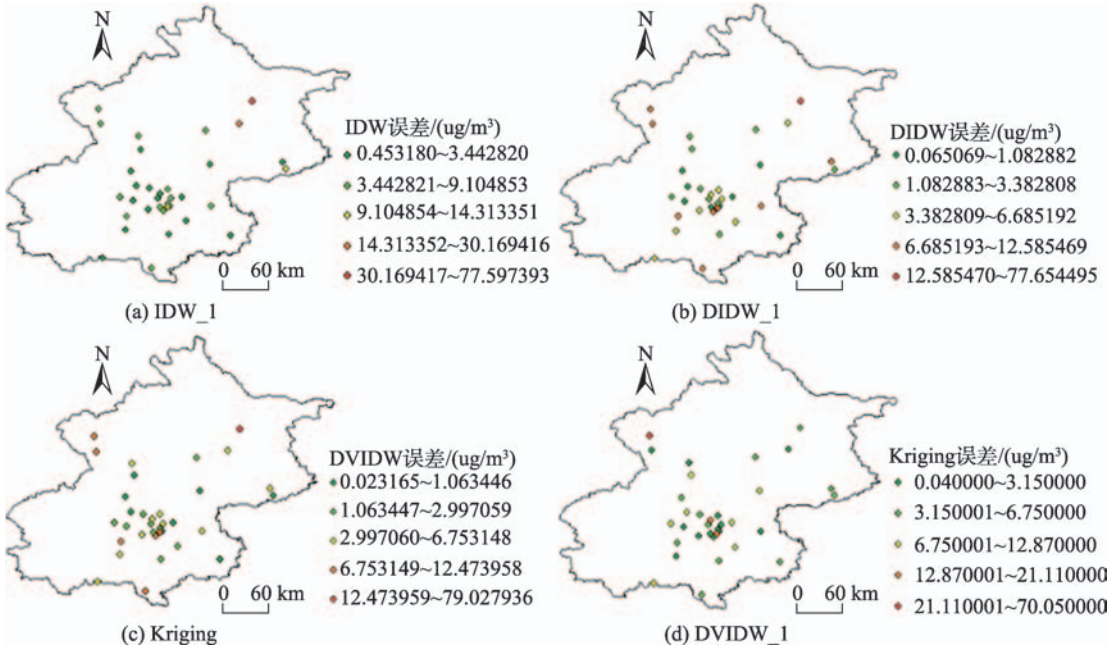 N
IDW误差/(ug/m³)
0.453180~3.442820
3.442821~9.104853
9.104854~14.313351
14.313352~30.169416
30.169417~77.597393
0 60 km
(a) IDW_1
N
DIDW误差/(ug/m³)
0.065069~1.082882
1.082883~3.382808
3.382809~6.685192
6.685193~12.585469
12.585470~77.654495
0 60 km
(b) DIDW_1
N
DVIDW误差/(ug/m³)
0.023165~1.063446
1.063447~2.997059
2.997060~6.753148
6.753149~12.473958
12.473959~79.027936
0 60 km
(c) Kriging
N
Kriging误差/(ug/m³)
0.040000~3.150000
3.150001~6.750000
6.750001~12.870000
12.870001~21.110000
21.110001~70.050000
0 60 km
(d) DVIDW_1